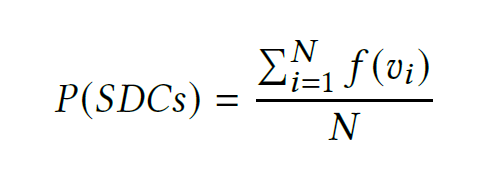 P(SDCs) = \frac{\sum_{i=1}^{N} f(v_i)}{N}